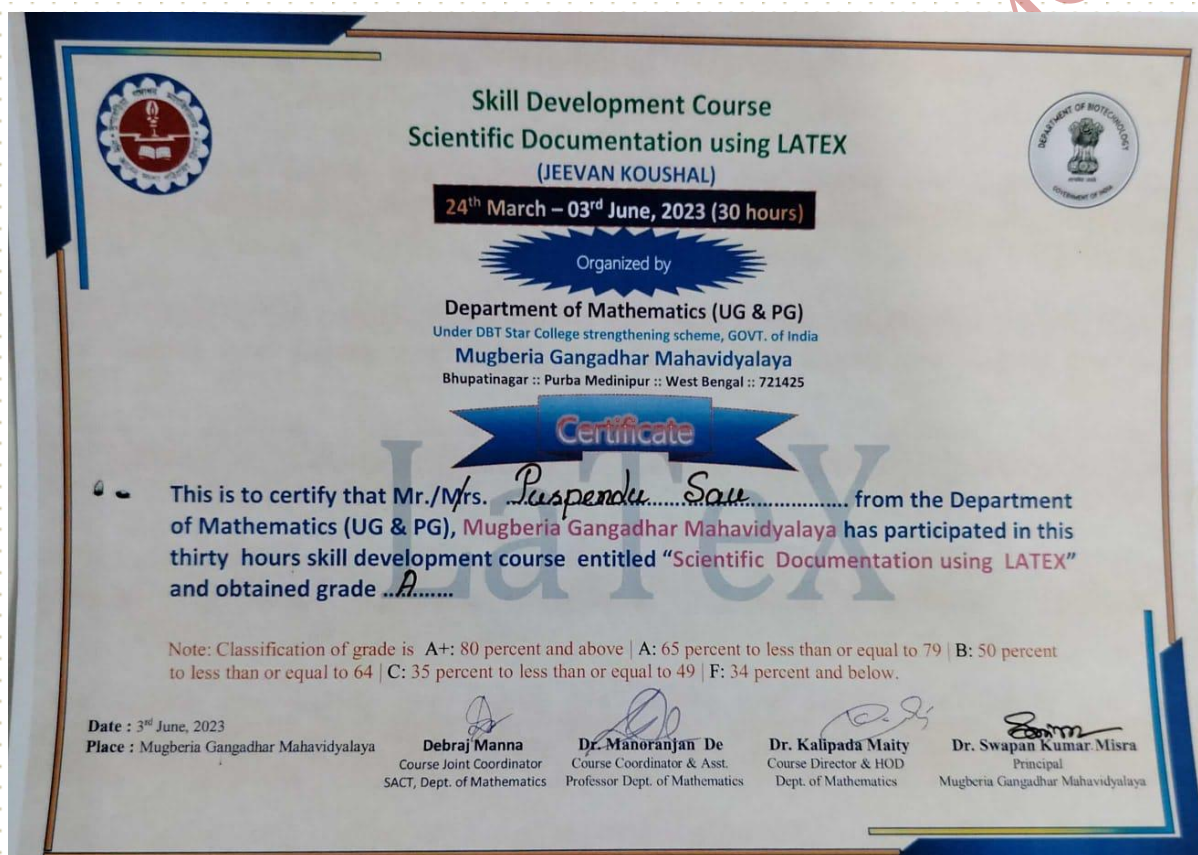 Skill Development Course
Scientific Documentation using LATEX
(JEEVAN KOUSHAL)
24th March – 03rd June, 2023 (30 hours)
Organized by
Department of Mathematics (UG & PG)
Under DBT Star College strengthening scheme, GOVT. of India
Mugberia Gangadhar Mahavidyalaya
Bhupatinagar :: Purba Medinipur :: West Bengal :: 721425
DEPARTMENT OF BIOTECHNOLOGY
GOVERNMENT OF INDIA
Certificate
LaTeX
This is to certify that Mr./Mrs. Puspendu Sau from the Department
of Mathematics (UG & PG), Mugberia Gangadhar Mahavidyalaya has participated in this
thirty hours skill development course entitled “Scientific Documentation using LATEX”
and obtained grade ..A.......
Note: Classification of grade is A+: 80 percent and above | A: 65 percent to less than or equal to 79 | B: 50 percent
to less than or equal to 64 | C: 35 percent to less than or equal to 49 | F: 34 percent and below.
Date : 3rd June, 2023
Place : Mugberia Gangadhar Mahavidyalaya
Debraj Manna
Course Joint Coordinator
SACT, Dept. of Mathematics
Dr. Manoranjan De
Course Coordinator & Asst.
Professor Dept. of Mathematics
Dr. Kalipada Maity
Course Director & HOD
Dept. of Mathematics
Dr. Swapan Kumar Misra
Principal
Mugberia Gangadhar Mahavidyalaya